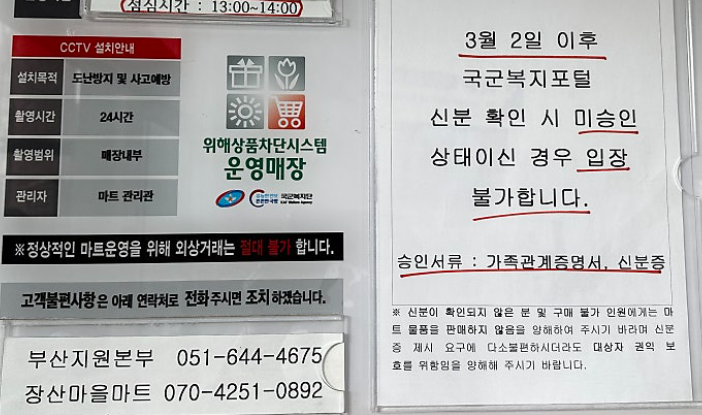 점심시간 : 13:00~14:00
CCTV 설치안내
설치목적 도난방지 및 사고예방
촬영시간 24시간
촬영범위 매장내부
관리자 마트 관리관
위해상품차단시스템
운영매장
국군복지단
※정상적인 마트운영을 위해 외상거래는 절대 불가 합니다.
고객불편사항은 아래 연락처로 전화주시면 조치하겠습니다.
부산지원본부 051-644-4675
장산마을마트 070-4251-0892
3월 2일 이후
국군복지포털
신분 확인 시 미승인
상태이신 경우 입장
불가합니다.
승인서류 : 가족관계증명서, 신분증
※ 신분이 확인되지 않은 분 및 구매 불가 인원에게는 마
트 물품을 판매하지 않음을 양해하여 주시기 바라며 신분
증 제시 요구에 다소불편하시더라도 대상자 권익 보
호를 위함임을 양해해 주시기 바랍니다.